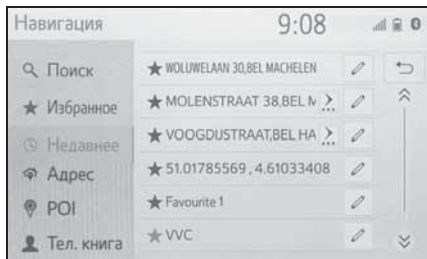 Навигация 9:08
Поиск
Избранное
Недавнее
Адрес
POI
Тел. книга
WOLUWELAAN 30,BEL MACHELEN
MOLENSTRAAT 38,BEL M
VOOGDIJSTRAAT,BEL HA
51.01785569 , 4.61033408
Favourite 1
VVC